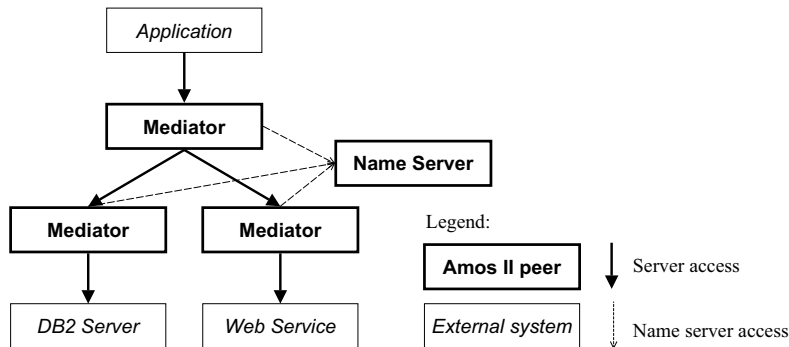 Application
Mediator
Name Server
Mediator
Mediator
Legend:
Amos II peer
Server access
DB2 Server
Web Service
External system
Name server access